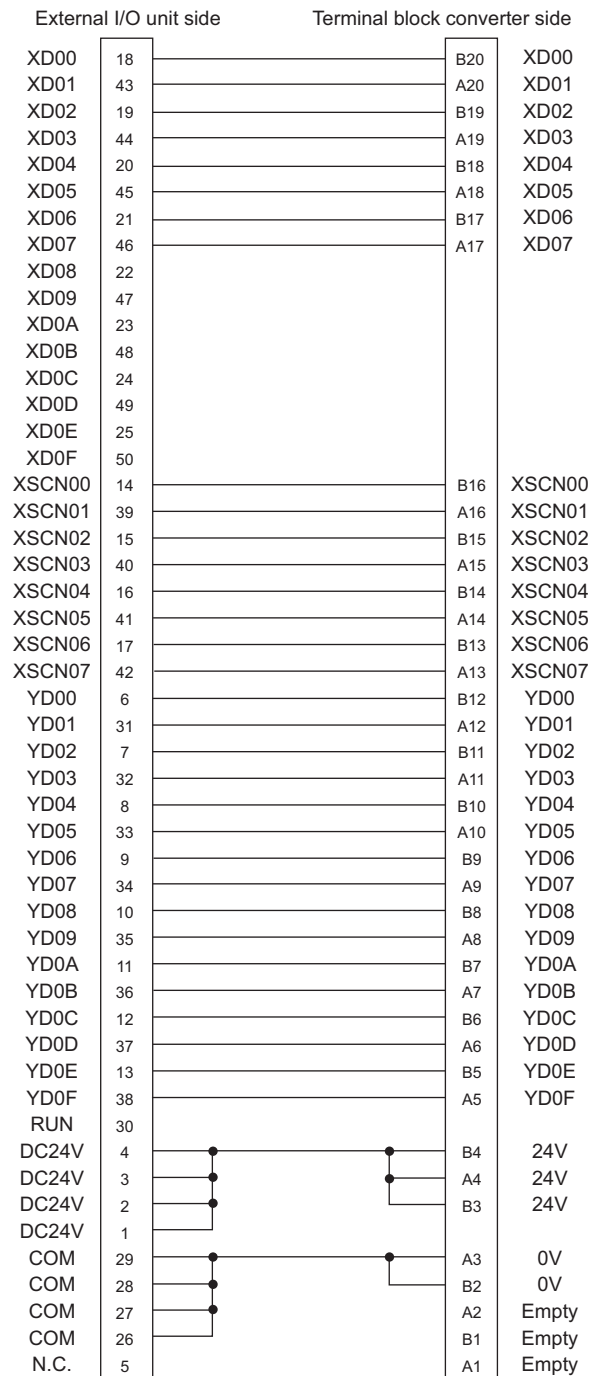 External I/O unit side Terminal block converter side
XD00 18 B20 XD00
XD01 43 A20 XD01
XD02 19 B19 XD02
XD03 44 A19 XD03
XD04 20 B18 XD04
XD05 45 A18 XD05
XD06 21 B17 XD06
XD07 46 A17 XD07
XD08 22
XD09 47
XD0A 23
XD0B 48
XD0C 24
XD0D 49
XD0E 25
XD0F 50
XSCN00 14 B16 XSCN00
XSCN01 39 A16 XSCN01
XSCN02 15 B15 XSCN02
XSCN03 40 A15 XSCN03
XSCN04 16 B14 XSCN04
XSCN05 41 A14 XSCN05
XSCN06 17 B13 XSCN06
XSCN07 42 A13 XSCN07
YD00 6 B12 YD00
YD01 31 A12 YD01
YD02 7 B11 YD02
YD03 32 A11 YD03
YD04 8 B10 YD04
YD05 33 A10 YD05
YD06 9 B9 YD06
YD07 34 A9 YD07
YD08 10 B8 YD08
YD09 35 A8 YD09
YD0A 11 B7 YD0A
YD0B 36 A7 YD0B
YD0C 12 B6 YD0C
YD0D 37 A6 YD0D
YD0E 13 B5 YD0E
YD0F 38 A5 YD0F
RUN 30
DC24V 4 B4 24V
DC24V 3 A4 24V
DC24V 2 B3 24V
DC24V 1
COM 29 A3 0V
COM 28 B2 0V
COM 27 A2 Empty
COM 26 B1 Empty
N.C. 5 A1 Empty